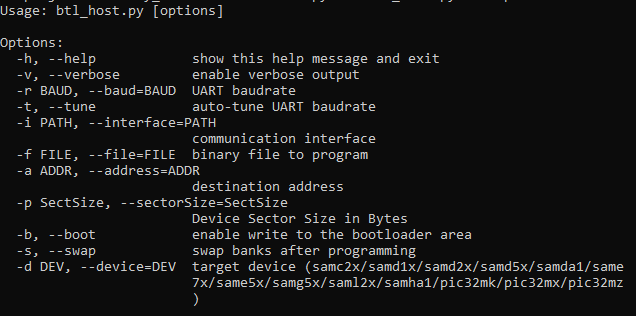 Usage: btl_host.py [options]
Options:
-h, --help show this help message and exit
-v, --verbose enable verbose output
-r BAUD, --baud=BAUD UART baudrate
-t, --tune auto-tune UART baudrate
-i PATH, --interface=PATH
communication interface
-f FILE, --file=FILE binary file to program
-a ADDR, --address=ADDR
destination address
-p SectSize, --sectorSize=SectSize
Device Sector Size in Bytes
-b, --boot enable write to the bootloader area
-s, --swap swap banks after programming
-d DEV, --device=DEV target device (samc2x/samd1x/samd2x/samd5x/samda1/same
7x/same5x/samg5x/saml2x/samha1/pic32mk/pic32mx/pic32mz
)